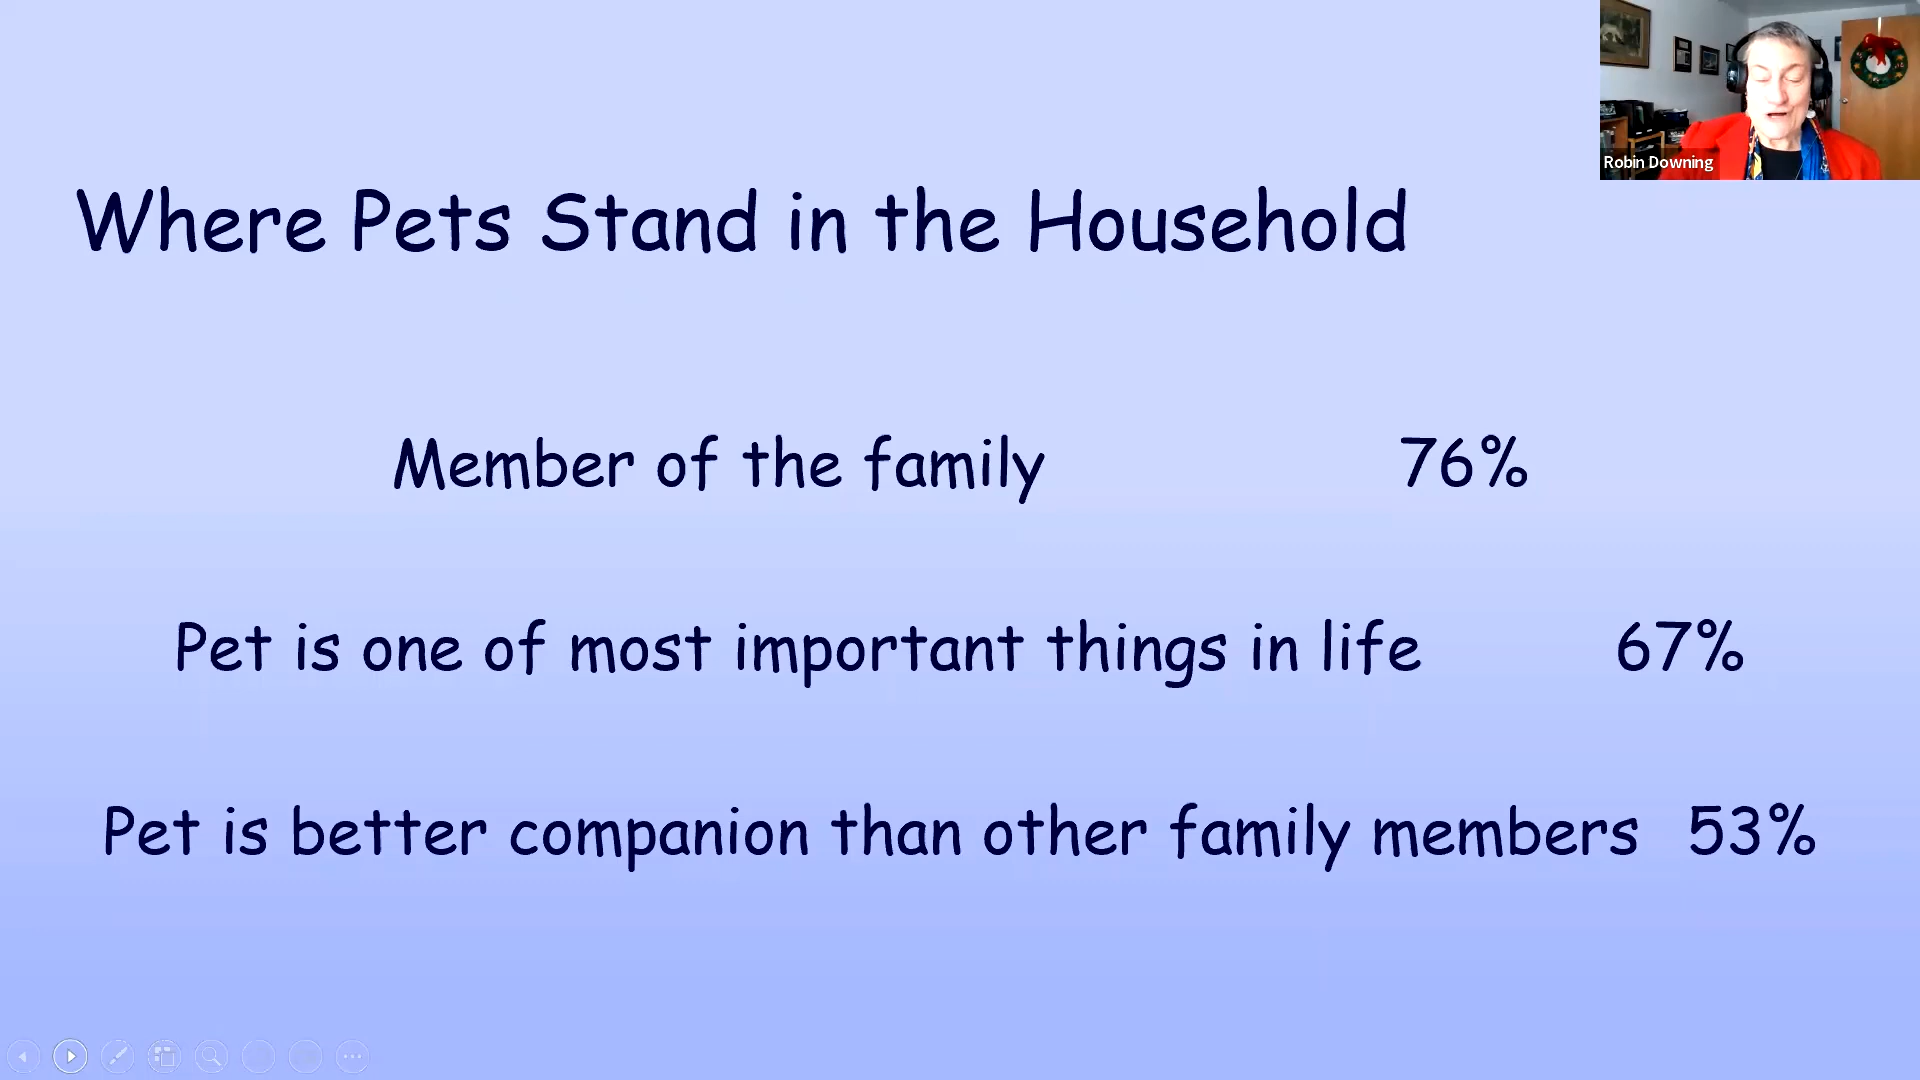 Robin Downing
Where Pets Stand in the Household
Member of the family 76%
Pet is one of most important things in life 67%
Pet is better companion than other family members 53%